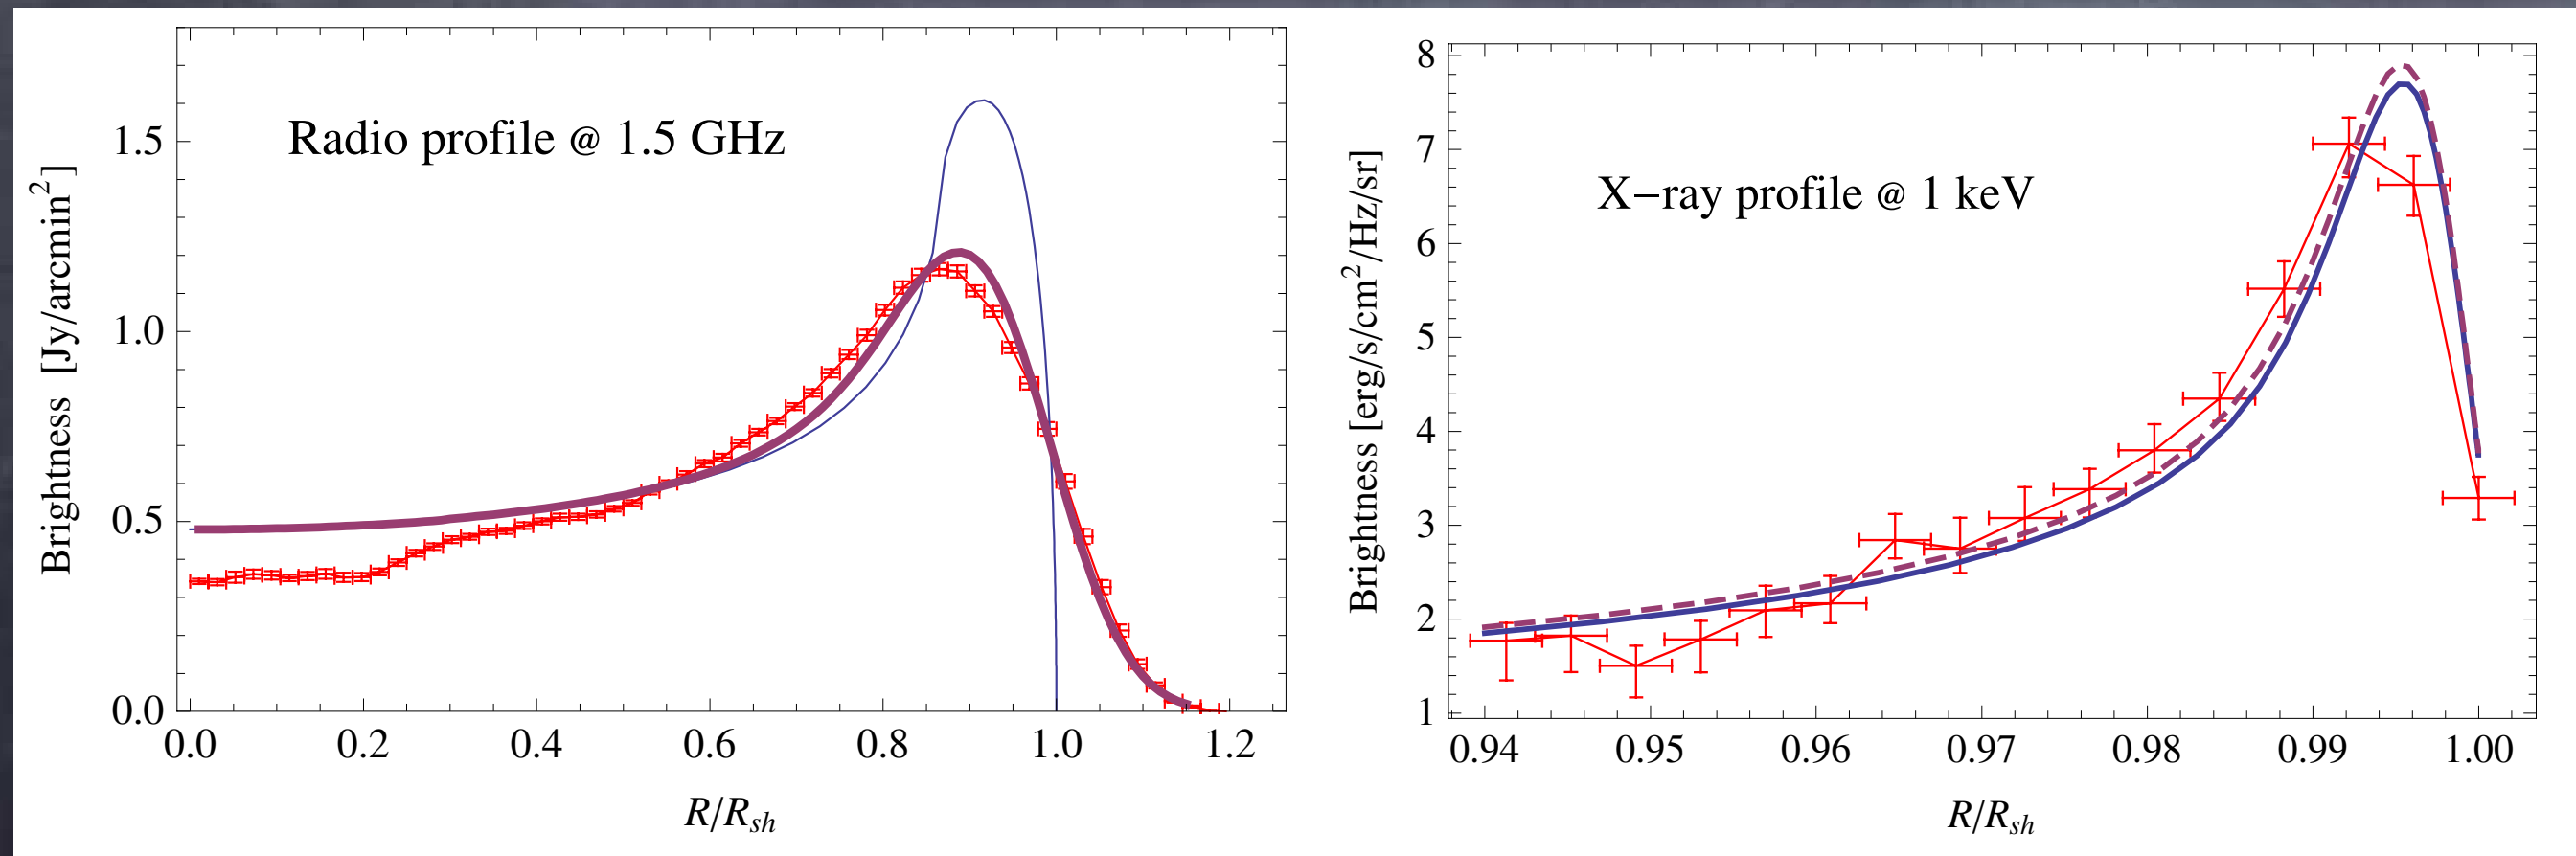 Radio profile @ 1.5 GHz
Brightness [Jy/arcmin²]
1.5
1.0
0.5
0.0
0.0 0.2 0.4 0.6 0.8 1.0 1.2
R/Rsh
X−ray profile @ 1 keV
Brightness [erg/s/cm²/Hz/sr]
8
7
6
5
4
3
2
1
0.94 0.95 0.96 0.97 0.98 0.99 1.00
R/Rsh